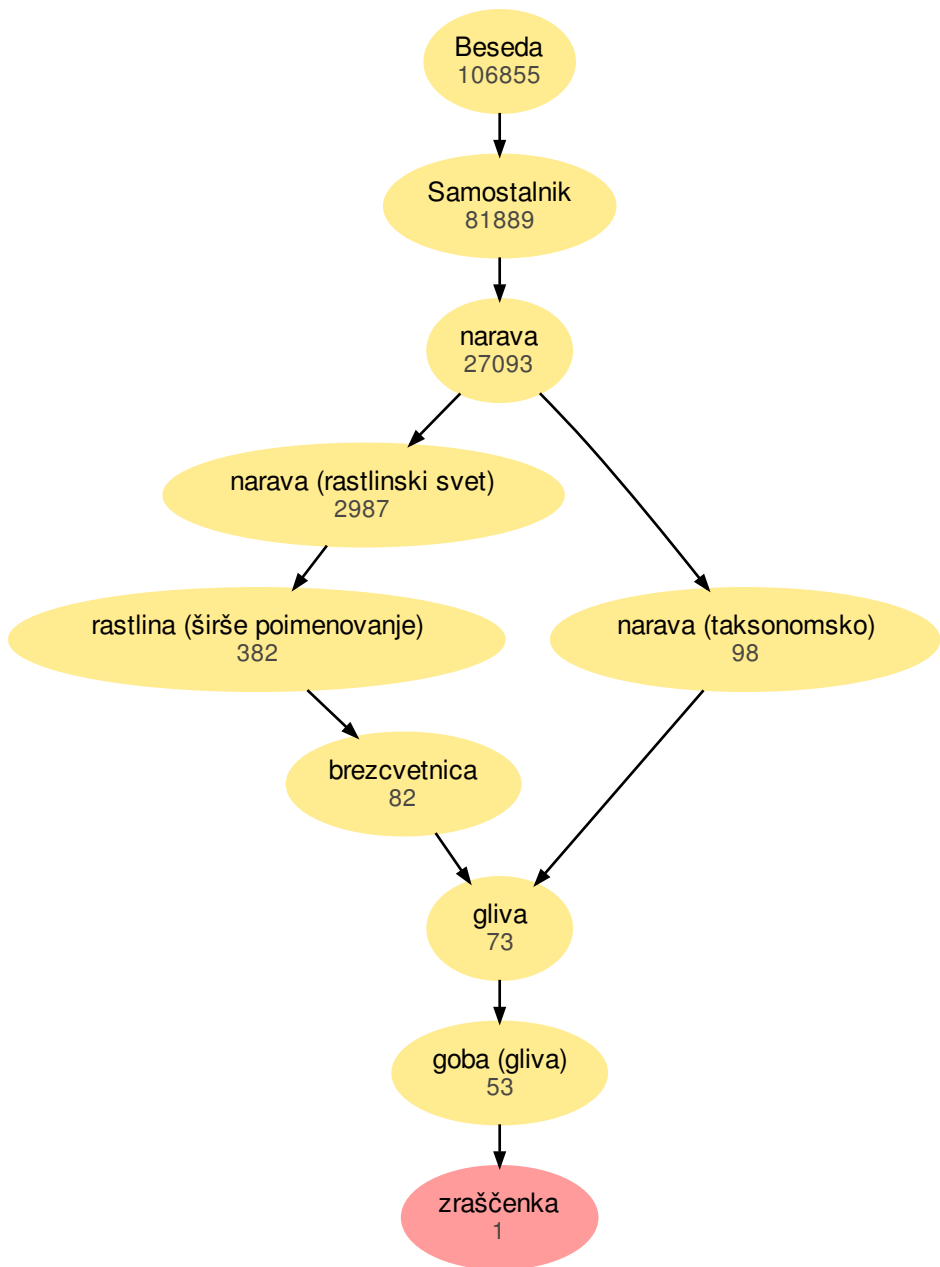 Beseda
106855
Samostalnik
81889
narava
27093
narava (rastlinski svet)
2987
rastlina (širše poimenovanje)
382
narava (taksonomsko)
98
brezcvetnica
82
gliva
73
goba (gliva)
53
zraščenka
1